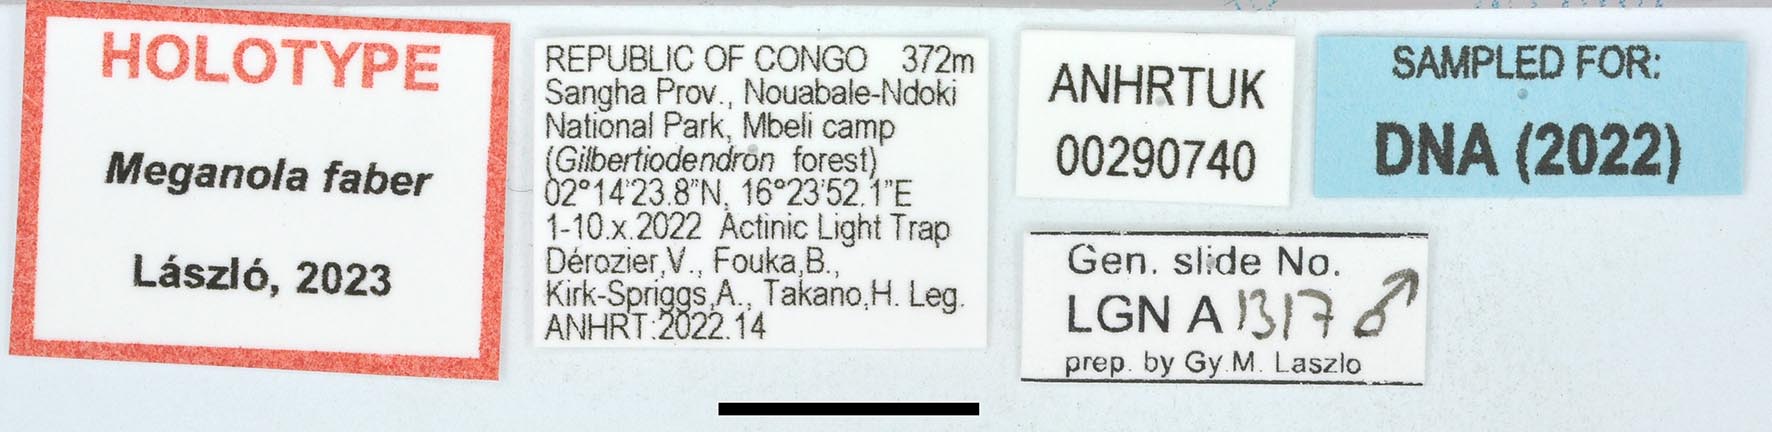 HOLOTYPE
Meganola faber
László, 2023
REPUBLIC OF CONGO 372m
Sangha Prov., Nouabale-Ndoki
National Park, Mbeli camp
(Gilbertiodendron forest)
02°14'23.8"N, 16°23'52.1"E
1-10.x.2022 Actinic Light Trap
Dérozier,V., Fouka,B.,
Kirk-Spriggs,A., Takano,H. Leg.
ANHRT:2022.14
ANHRTUK
00290740
SAMPLED FOR:
DNA (2022)
Gen. slide No.
LGN A 1317 ♂
prep. by Gy.M. Laszlo